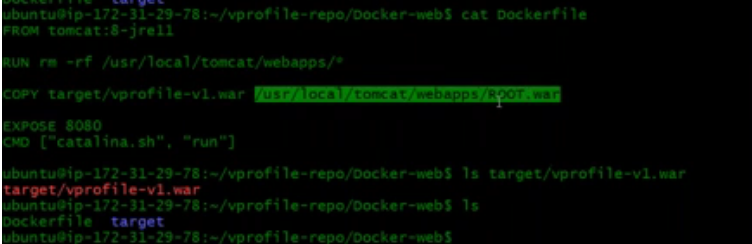 Dockerfile target
ubuntu@ip-172-31-29-78:~/vprofile-repo/Docker-web$ cat Dockerfile
FROM tomcat:8-jre11
RUN rm -rf /usr/local/tomcat/webapps/*
COPY target/vprofile-v1.war /usr/local/tomcat/webapps/ROOT.war
EXPOSE 8080
CMD ["catalina.sh", "run"]
ubuntu@ip-172-31-29-78:~/vprofile-repo/Docker-web$ ls target/vprofile-v1.war
target/vprofile-v1.war
ubuntu@ip-172-31-29-78:~/vprofile-repo/Docker-web$ ls
Dockerfile target
ubuntu@ip-172-31-29-78:~/vprofile-repo/Docker-web$